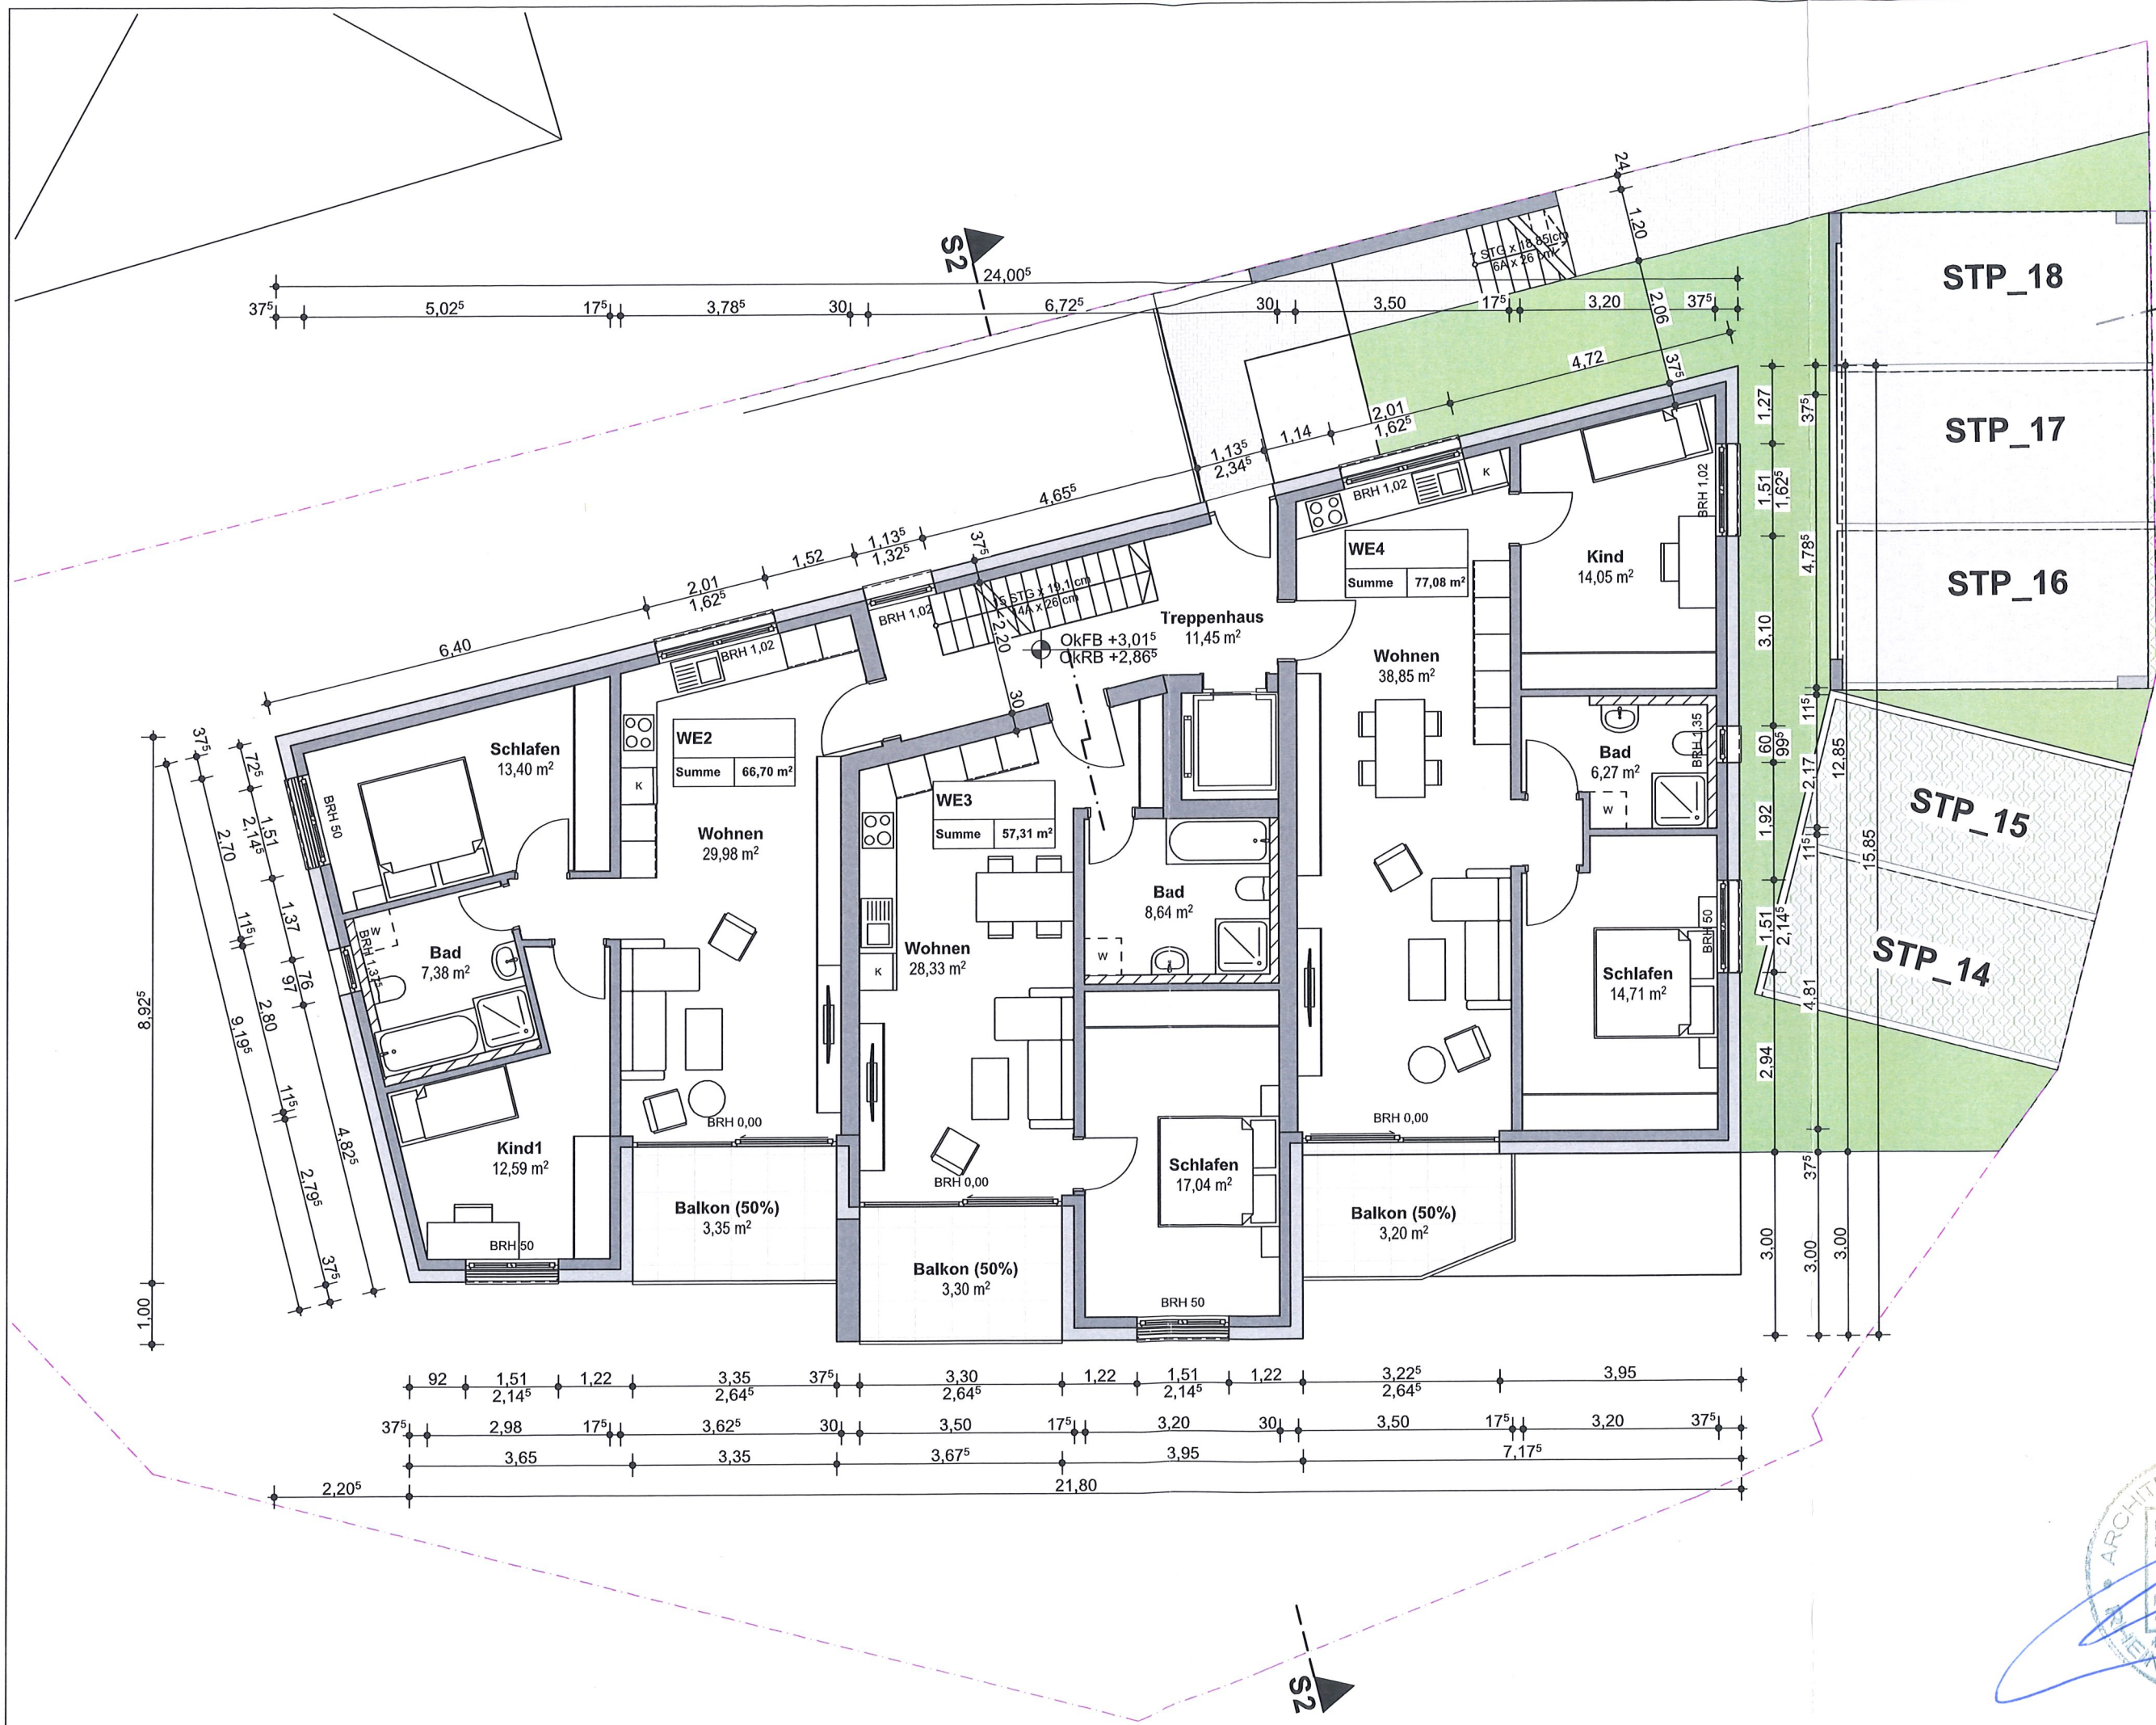 24
1,20
2,06
37⁵
S2
24,00⁵
37⁵ 5,02⁵ 17⁵ 3,78⁵ 30 6,72⁵ 30 3,50 17⁵ 3,20 37⁵
7 STG x 18,85 cm
6A x 26 cm
STP_18
STP_17
STP_16
STP_15
STP_14
4,72
2,01
1,62⁵
1,14
1,13⁵
2,34⁵
4,65⁵
37⁵
1,13⁵
1,32⁵
1,52
2,01
1,62⁵
6,40
BRH 1,02
K
BRH 1,02
WE4
Summe 77,08 m²
Kind
14,05 m²
15 STG x 19,1 cm
14A x 26 cm
BRH 1,02
2,20
30
Treppenhaus
11,45 m²
OkFB +3,01⁵
OkRB +2,86⁵
BRH 1,02
Wohnen
38,85 m²
Schlafen
13,40 m²
BRH 50
WE2
Summe 66,70 m²
K
Wohnen
29,98 m²
WE3
Summe 57,31 m²
Bad
6,27 m²
BRH 1,35
W
Bad
8,64 m²
W
Wohnen
28,33 m²
K
Bad
7,38 m²
W
BRH 1,37⁵
BRH 50
Schlafen
14,71 m²
BRH 0,00
BRH 0,00
Kind1
12,59 m²
BRH 50
BRH 0,00
Schlafen
17,04 m²
Balkon (50%)
3,35 m²
Balkon (50%)
3,30 m²
Balkon (50%)
3,20 m²
BRH 50
8,92⁵
1,00
37⁵
2,70
11⁵
2,80
11⁵
2,79⁵
37⁵
9,19⁵
72⁵
1,51
2,14⁵
1,37
76
97
4,82⁵
1,27
1,51
1,62⁵
3,10
60
99⁵
1,92
1,51
2,14⁵
2,94
3,00
37⁵
4,78⁵
11⁵
2,17
11⁵
4,81
37⁵
3,00
12,85
3,00
15,85
92 1,51 1,22 3,35 37⁵ 3,30 1,22 1,51 1,22 3,22⁵ 3,95
2,14⁵ 2,64⁵ 2,64⁵ 2,14⁵ 2,64⁵
37⁵ 2,98 17⁵ 3,62⁵ 30 3,50 17⁵ 3,20 30 3,50 17⁵ 3,20 37⁵
3,65 3,35 3,67⁵ 3,95 7,17⁵
2,20⁵ 21,80
S2